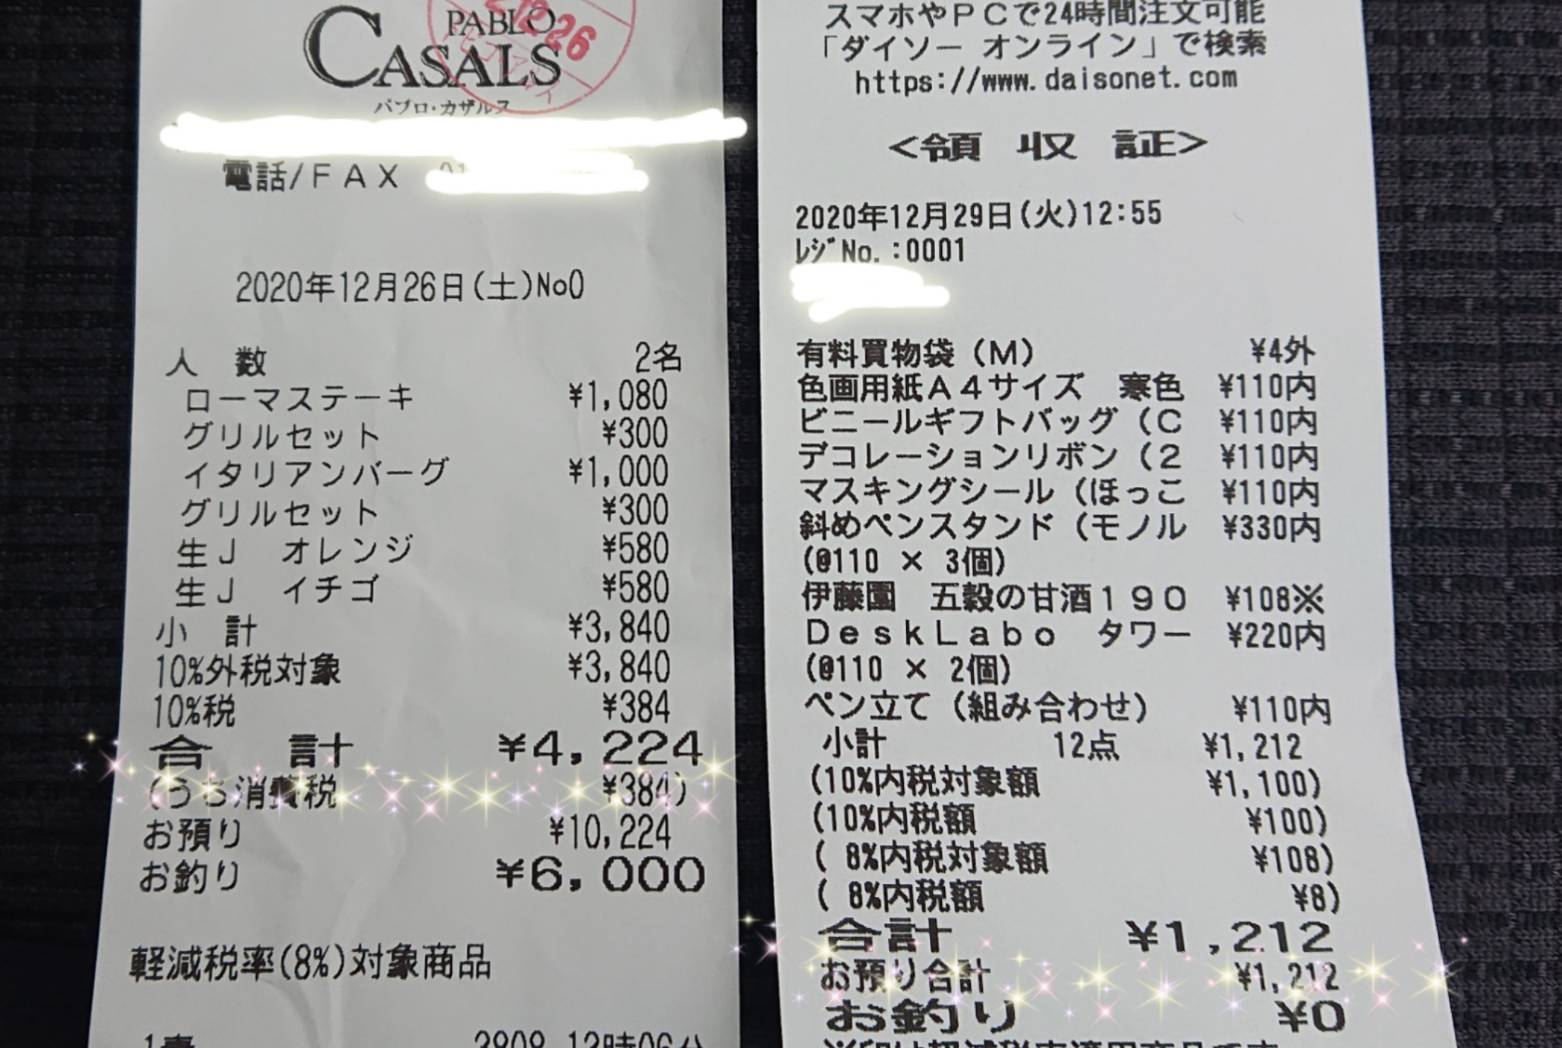 PABLO
CASALS
パブロ・カザルス
電話/FAX
2020年12月26日(土)No0
人 数 2名
ローマステーキ ¥1,080
グリルセット ¥300
イタリアンバーグ ¥1,000
グリルセット ¥300
生J オレンジ ¥580
生J イチゴ ¥580
小 計 ¥3,840
10%外税対象 ¥3,840
10%税 ¥384
合 計 ¥4,224
(うち消費税 ¥384)
お預り ¥10,224
お釣り ¥6,000
軽減税率(8%)対象商品
スマホやPCで24時間注文可能
「ダイソー オンライン」で検索
https://www.daisonet.com
<領 収 証>
2020年12月29日(火)12:55
ﾚｼﾞNo.:0001
有料買物袋(M) ¥4外
色画用紙A4サイズ 寒色 ¥110内
ビニールギフトバッグ(C ¥110内
デコレーションリボン(2 ¥110内
マスキングシール(ほっこ ¥110内
斜めペンスタンド(モノル ¥330内
(@110 × 3個)
伊藤園 五穀の甘酒190 ¥108※
DeskLabo タワー ¥220内
(@110 × 2個)
ペン立て(組み合わせ) ¥110内
小計 12点 ¥1,212
(10%内税対象額 ¥1,100)
(10%内税額 ¥100)
( 8%内税対象額 ¥108)
( 8%内税額 ¥8)
合計 ¥1,212
お預り合計 ¥1,212
お釣り ¥0